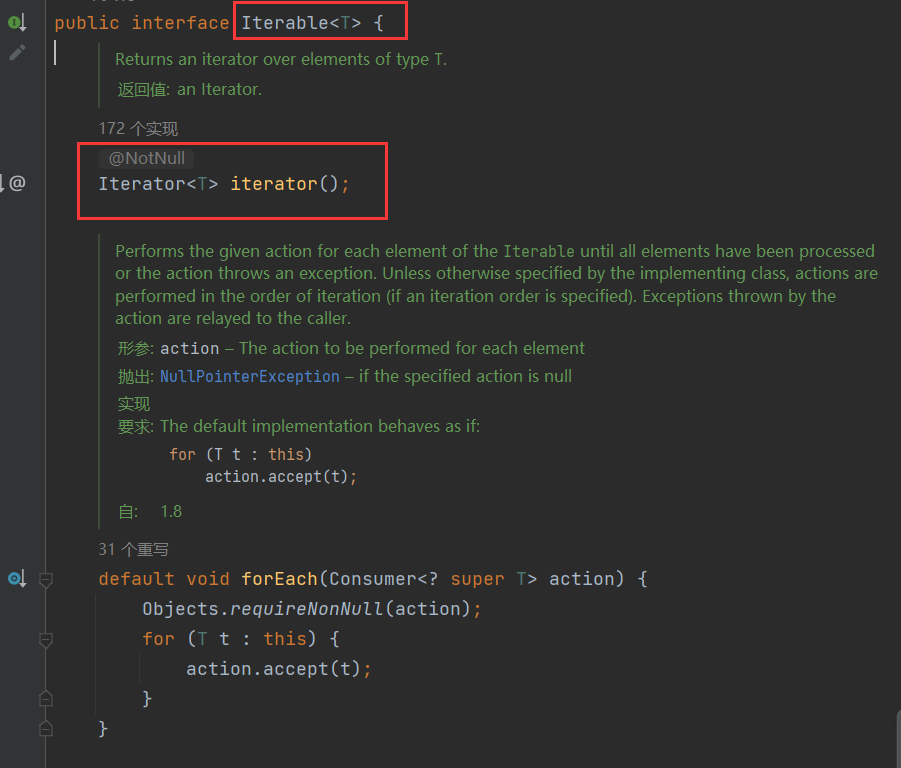 public interface Iterable<T> {
Returns an iterator over elements of type T.
返回值: an Iterator.
172 个实现
@NotNull
Iterator<T> iterator();
Performs the given action for each element of the Iterable until all elements have been processed
or the action throws an exception. Unless otherwise specified by the implementing class, actions are
performed in the order of iteration (if an iteration order is specified). Exceptions thrown by the
action are relayed to the caller.
形参: action – The action to be performed for each element
抛出: NullPointerException – if the specified action is null
实现
要求: The default implementation behaves as if:
for (T t : this)
action.accept(t);
自: 1.8
31 个重写
default void forEach(Consumer<? super T> action) {
Objects.requireNonNull(action);
for (T t : this) {
action.accept(t);
}
}